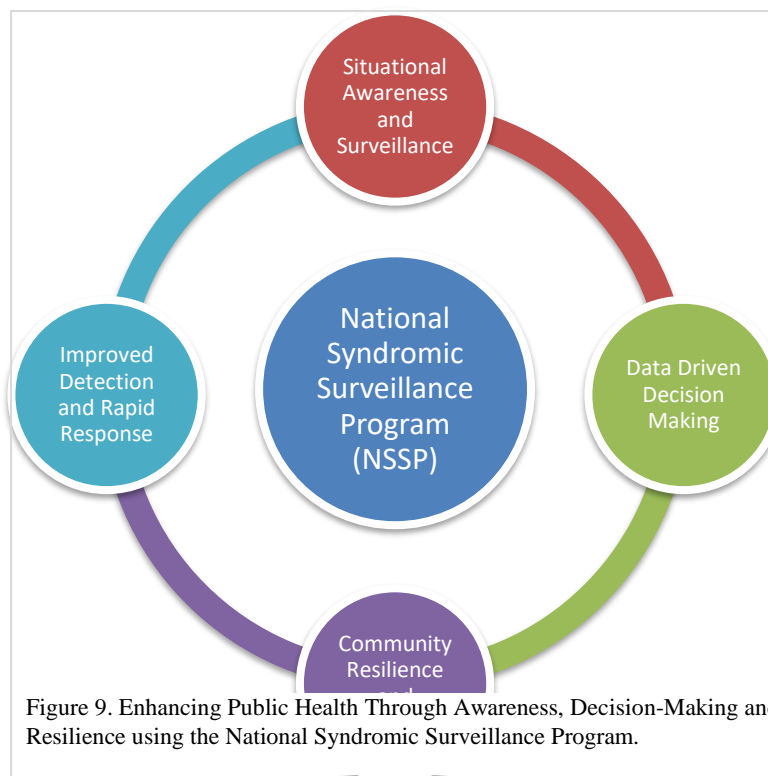 Situational
Awareness
and
Surveillance
National
Syndromic
Surveillance
Program
(NSSP)
Improved
Detection
and Rapid
Response
Data Driven
Decision
Making
Community
Resilience
Figure 9. Enhancing Public Health Through Awareness, Decision-Making and
Resilience using the National Syndromic Surveillance Program.